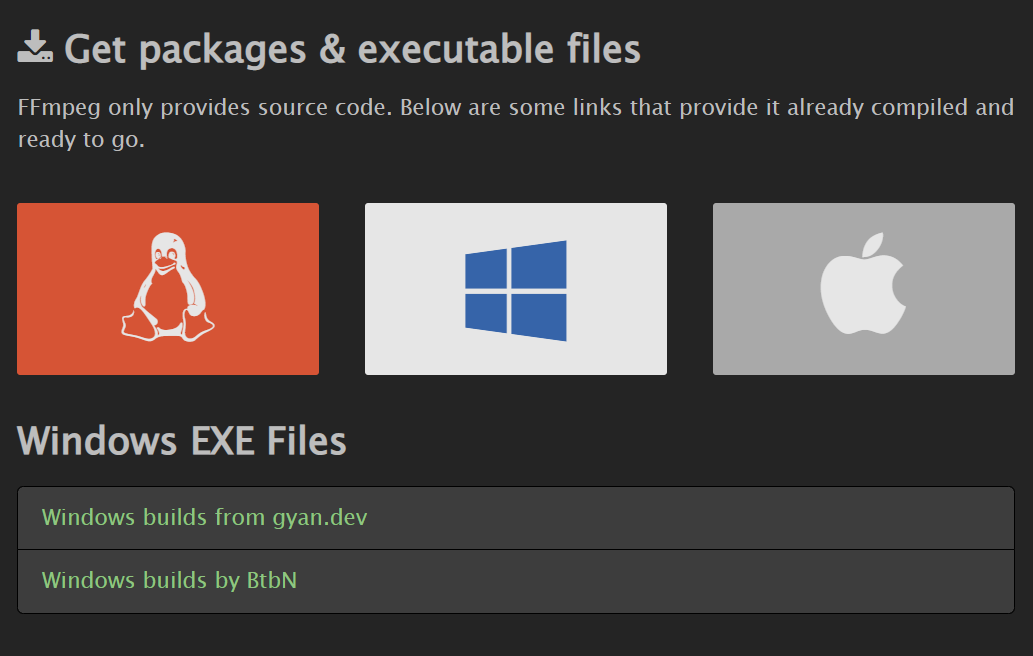 Get packages & executable files
FFmpeg only provides source code. Below are some links that provide it already compiled and
ready to go.
Windows EXE Files
Windows builds from gyan.dev
Windows builds by BtbN